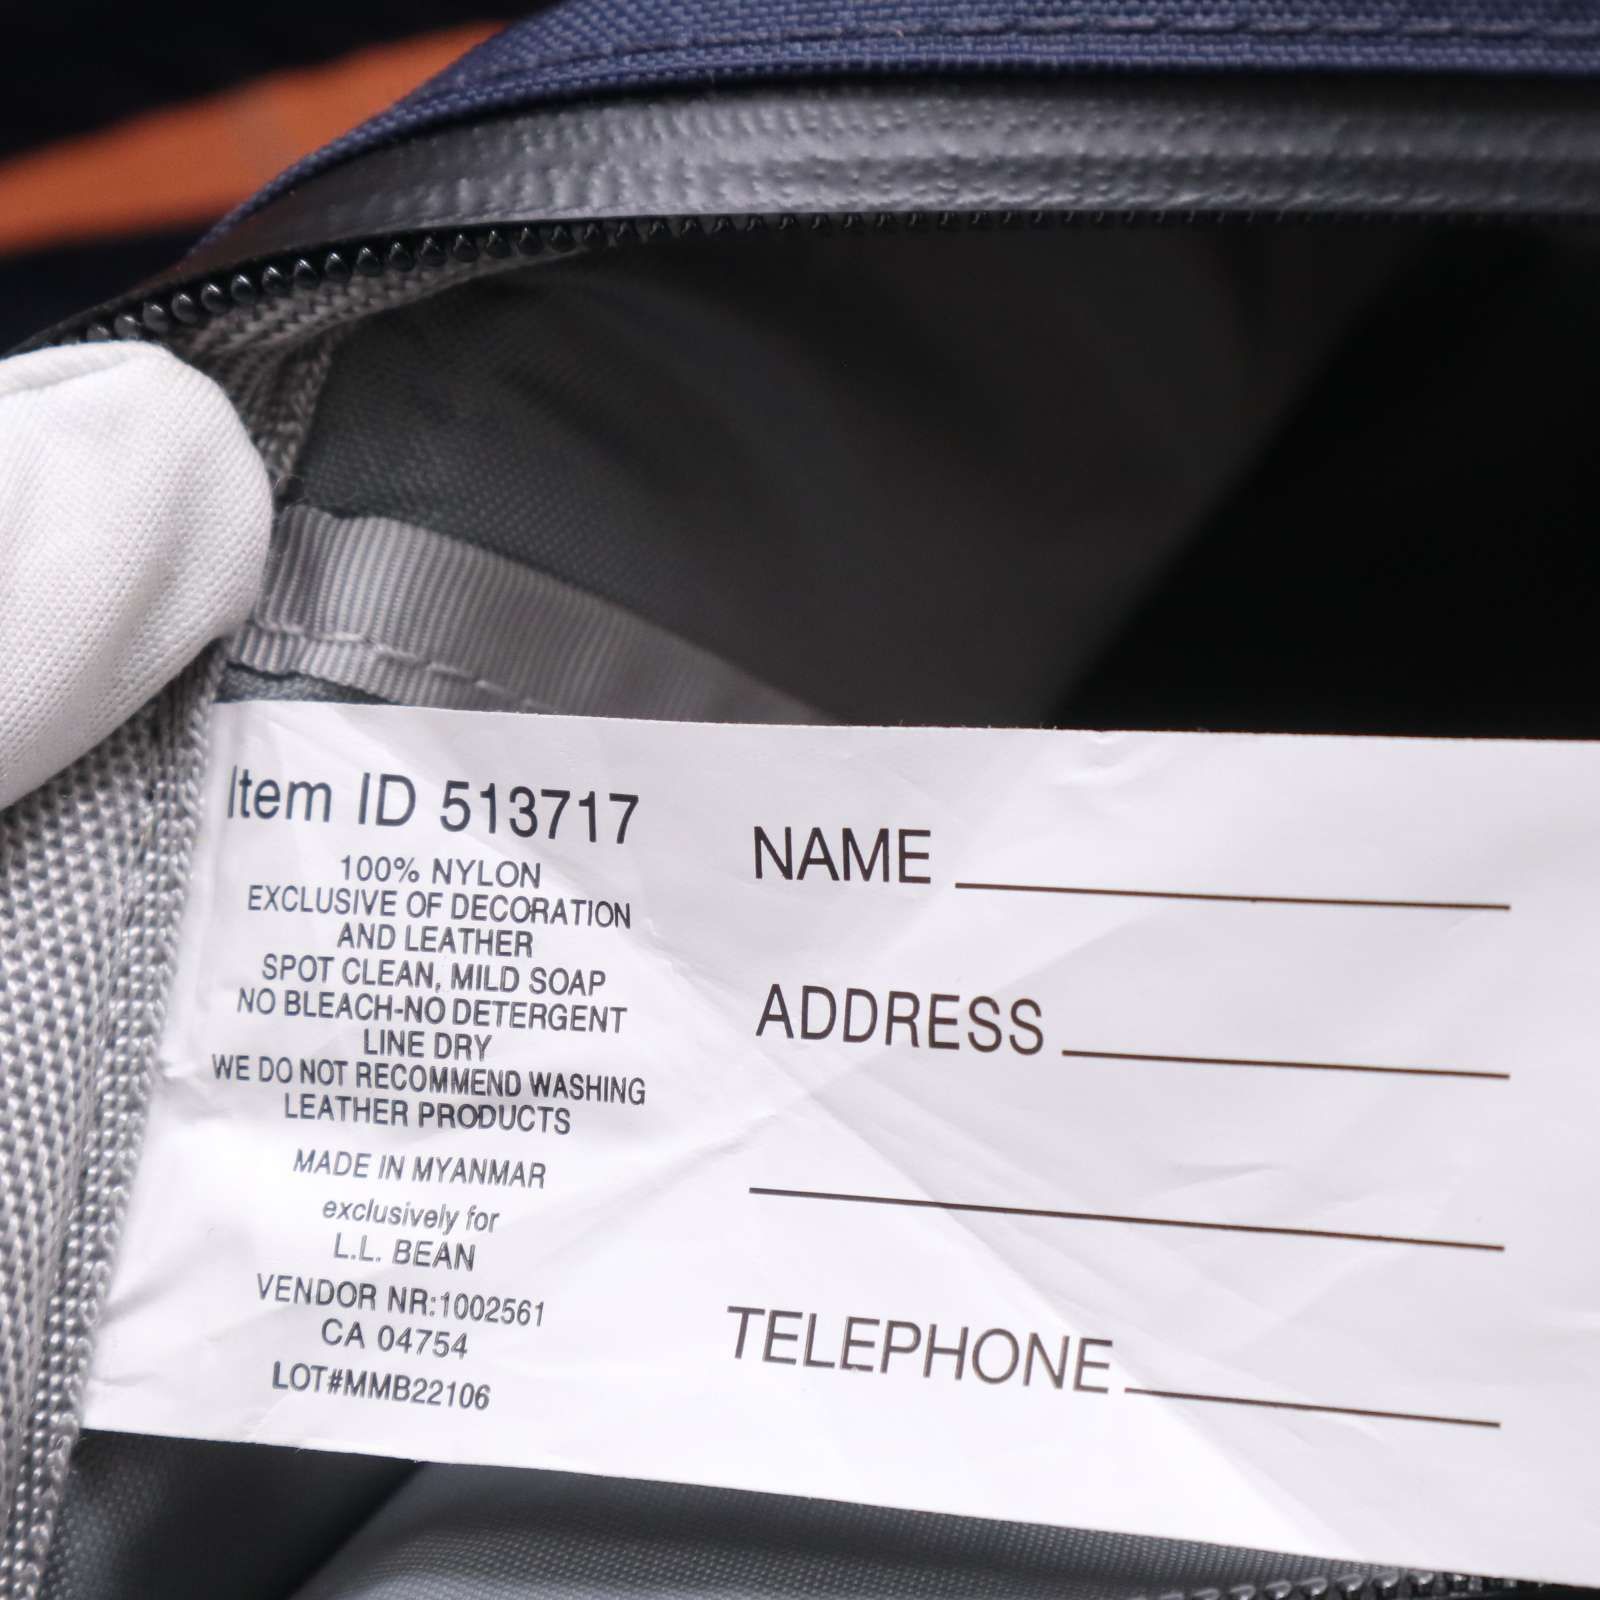 Item ID 513717
100% NYLON
EXCLUSIVE OF DECORATION
AND LEATHER
SPOT CLEAN, MILD SOAP
NO BLEACH-NO DETERGENT
LINE DRY
WE DO NOT RECOMMEND WASHING
LEATHER PRODUCTS
MADE IN MYANMAR
exclusively for
L.L. BEAN
VENDOR NR:1002561
CA 04754
LOT#MMB22106
NAME
ADDRESS
TELEPHONE